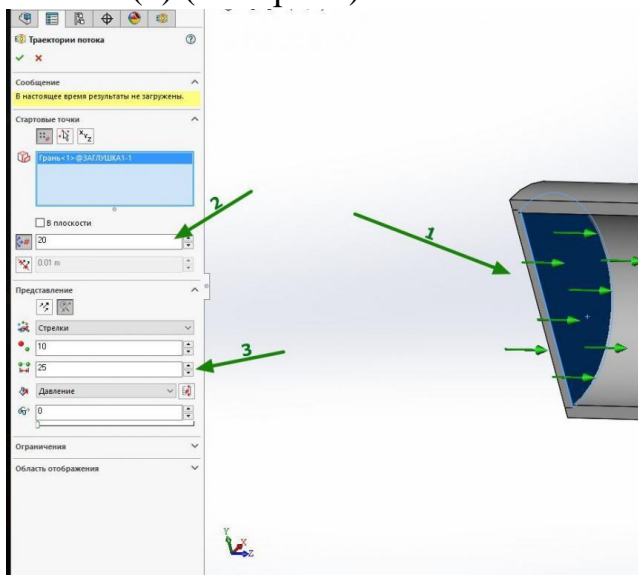 Траектории потока
Сообщение
В настоящее время результаты не загружены.
Стартовые точки
Грань<1>@ЗАГЛУШКА1-1
В плоскости
20
0.01 m
Представление
Стрелки
10
25
Давление
0
Ограничения
Область отображения
1
2
3
Y
X
Z